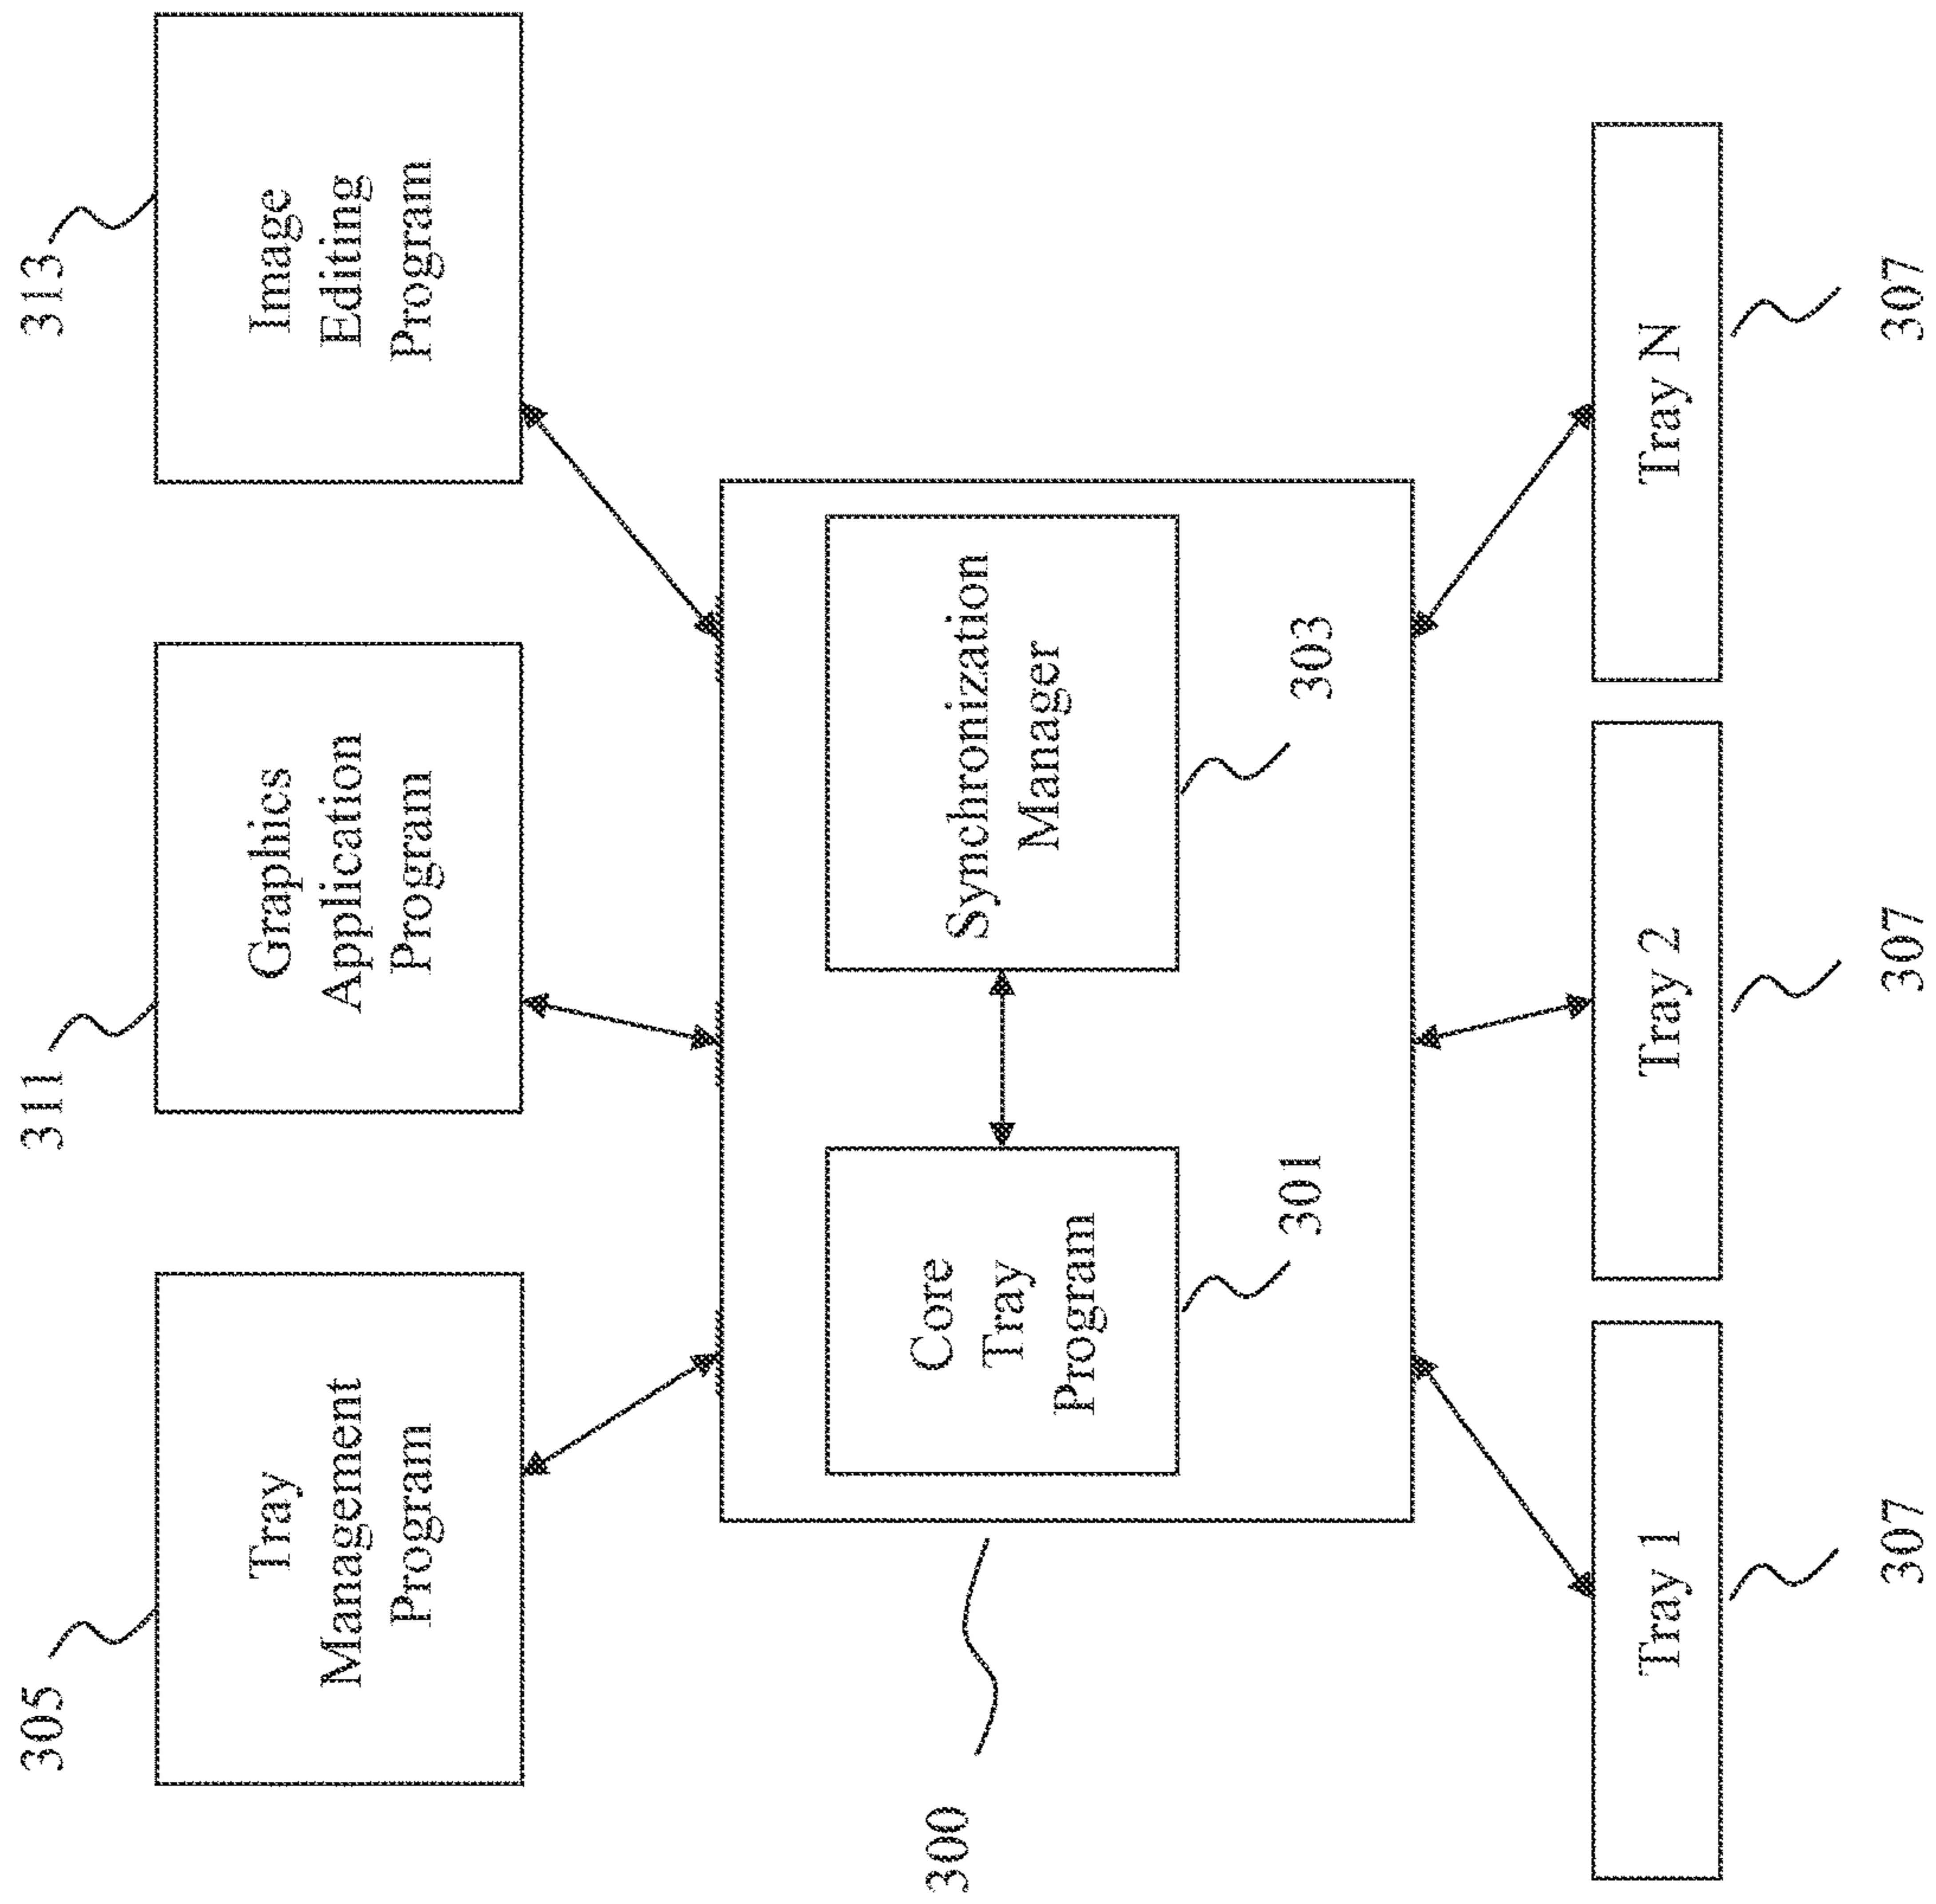 305
Tray
Management
Program
311
Graphics
Application
Program
313
Image
Editing
Program
300
Core
Tray
Program
301
Synchronization
Manager
303
Tray 1
307
Tray 2
307
Tray N
307